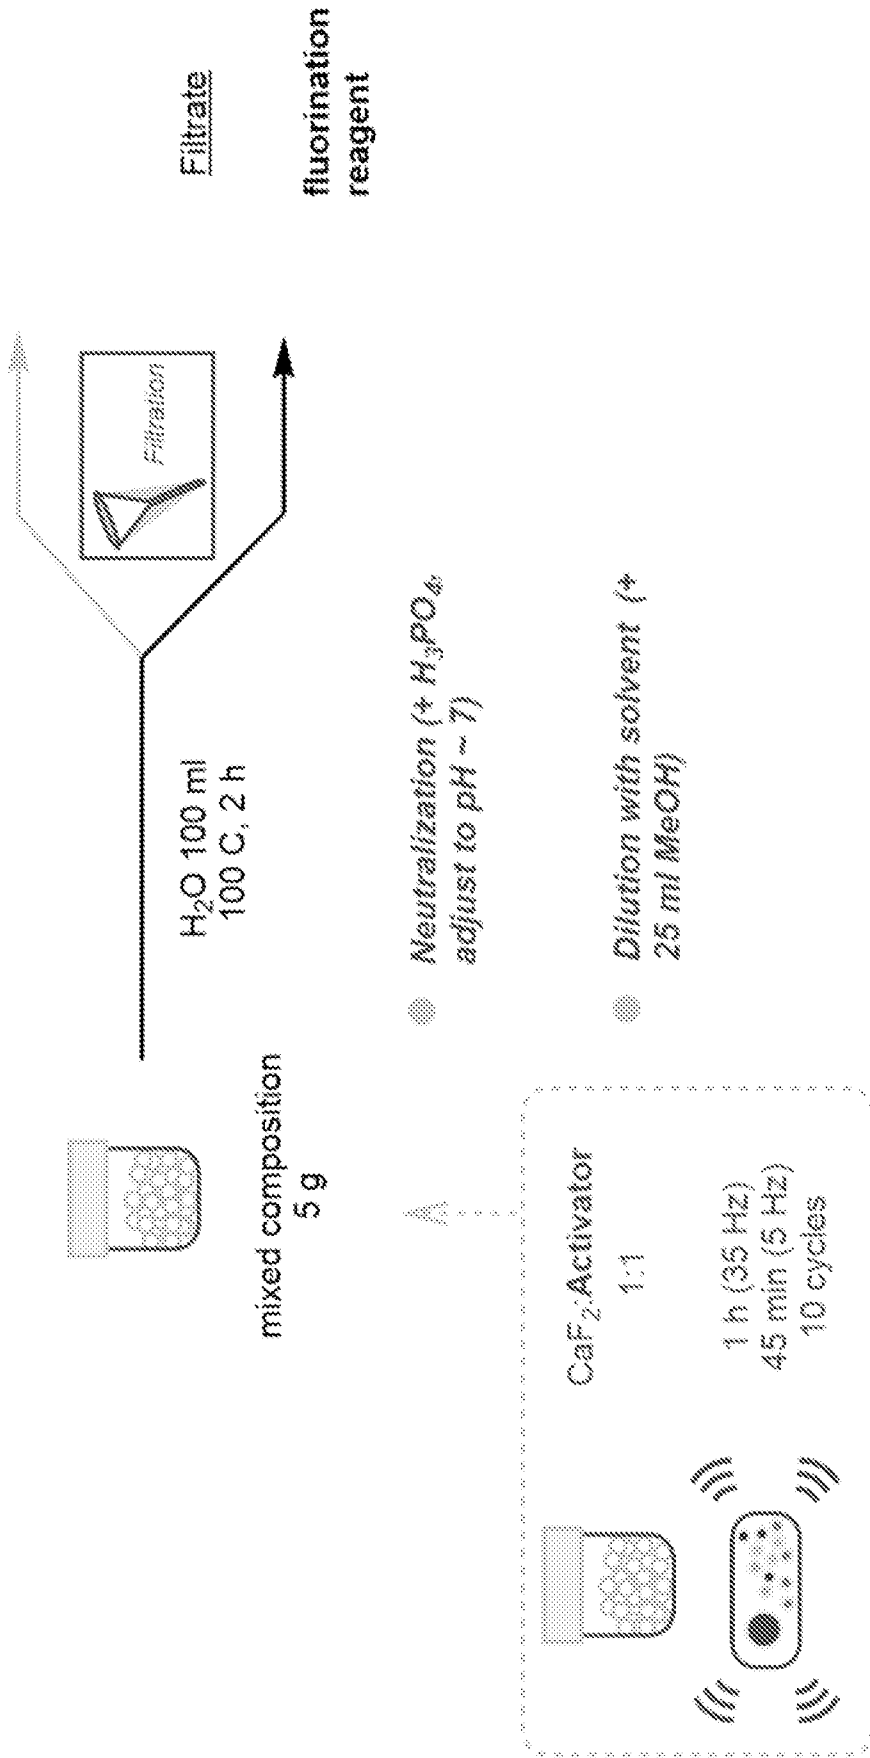 mixed composition
5 g
H₂O 100 ml
100 C, 2 h
Filtration
Filtrate
fluorination
reagent
Neutralization (+ H₃PO₄,
adjust to pH ~ 7)
Dilution with solvent (+
25 ml MeOH)
CaF₂:Activator
1:1
1 h (35 Hz)
45 min (5 Hz)
10 cycles